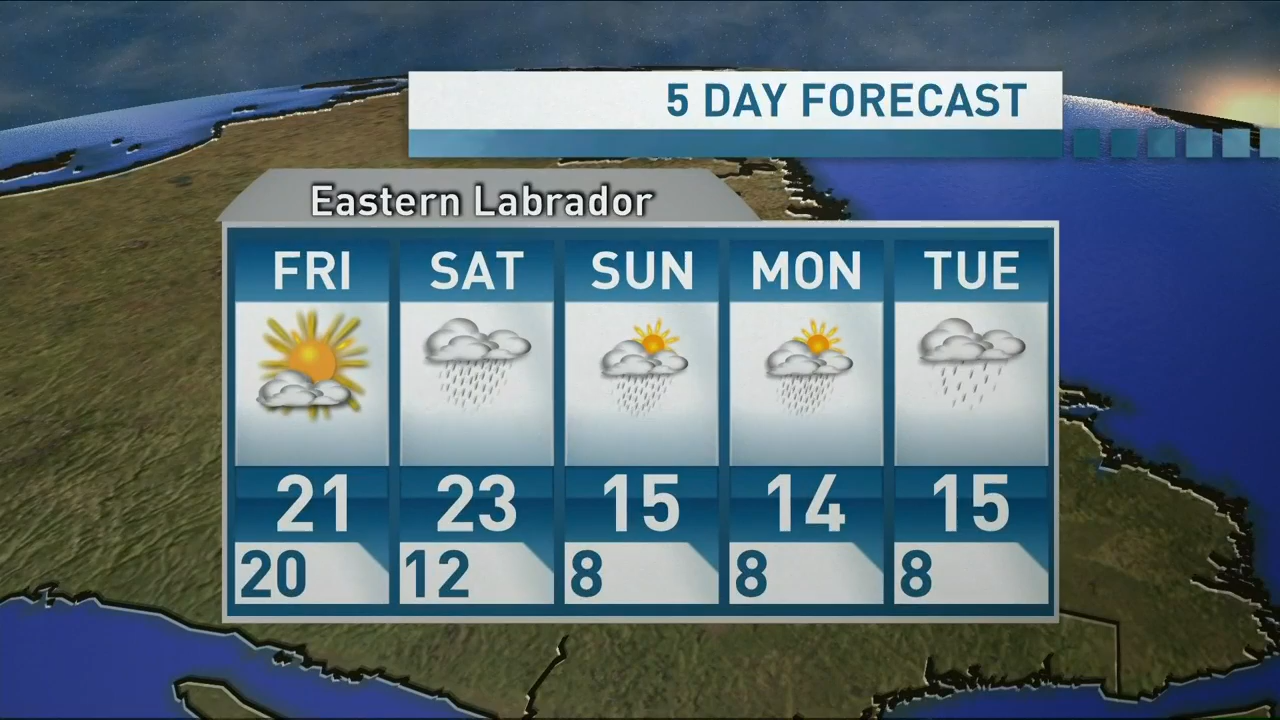 5 DAY FORECAST
Eastern Labrador
FRI SAT SUN MON TUE
21 23 15 14 15
20 12 8 8 8